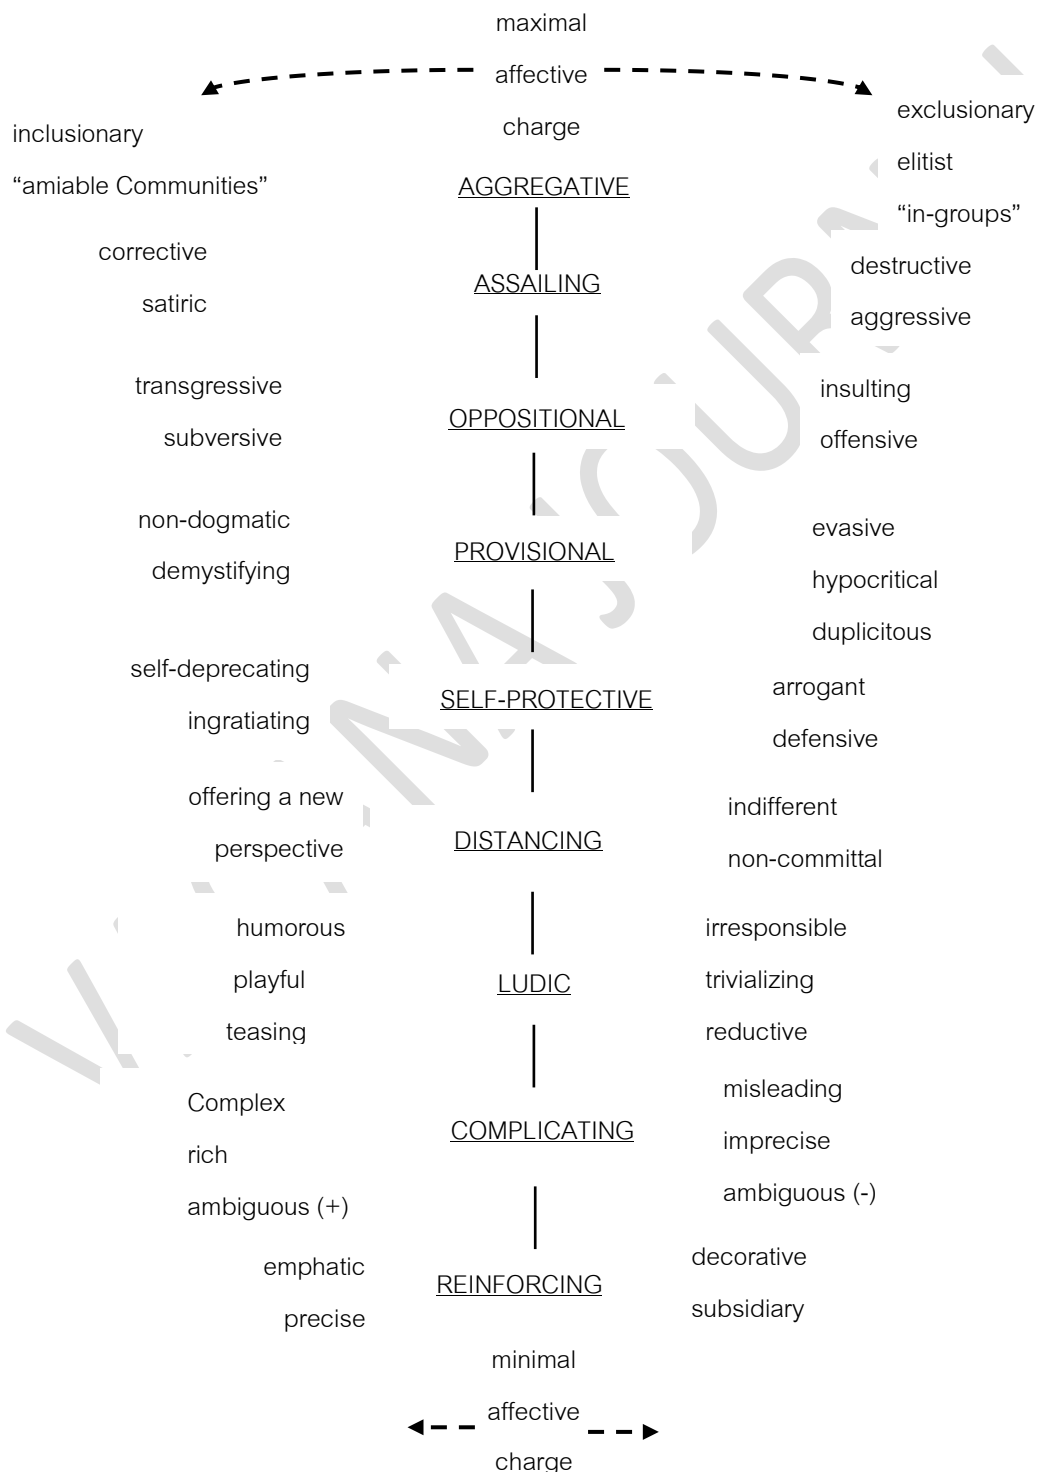 maximal
affective
charge
inclusionary
“amiable Communities”
exclusionary
elitist
“in-groups”
AGGREGATIVE
corrective
satiric
ASSAILING
destructive
aggressive
transgressive
subversive
OPPOSITIONAL
insulting
offensive
non-dogmatic
demystifying
PROVISIONAL
evasive
hypocritical
duplicitous
self-deprecating
ingratiating
SELF-PROTECTIVE
arrogant
defensive
offering a new
perspective
DISTANCING
indifferent
non-committal
humorous
playful
teasing
LUDIC
irresponsible
trivializing
reductive
Complex
rich
ambiguous (+)
COMPLICATING
misleading
imprecise
ambiguous (-)
emphatic
precise
REINFORCING
decorative
subsidiary
minimal
affective
charge